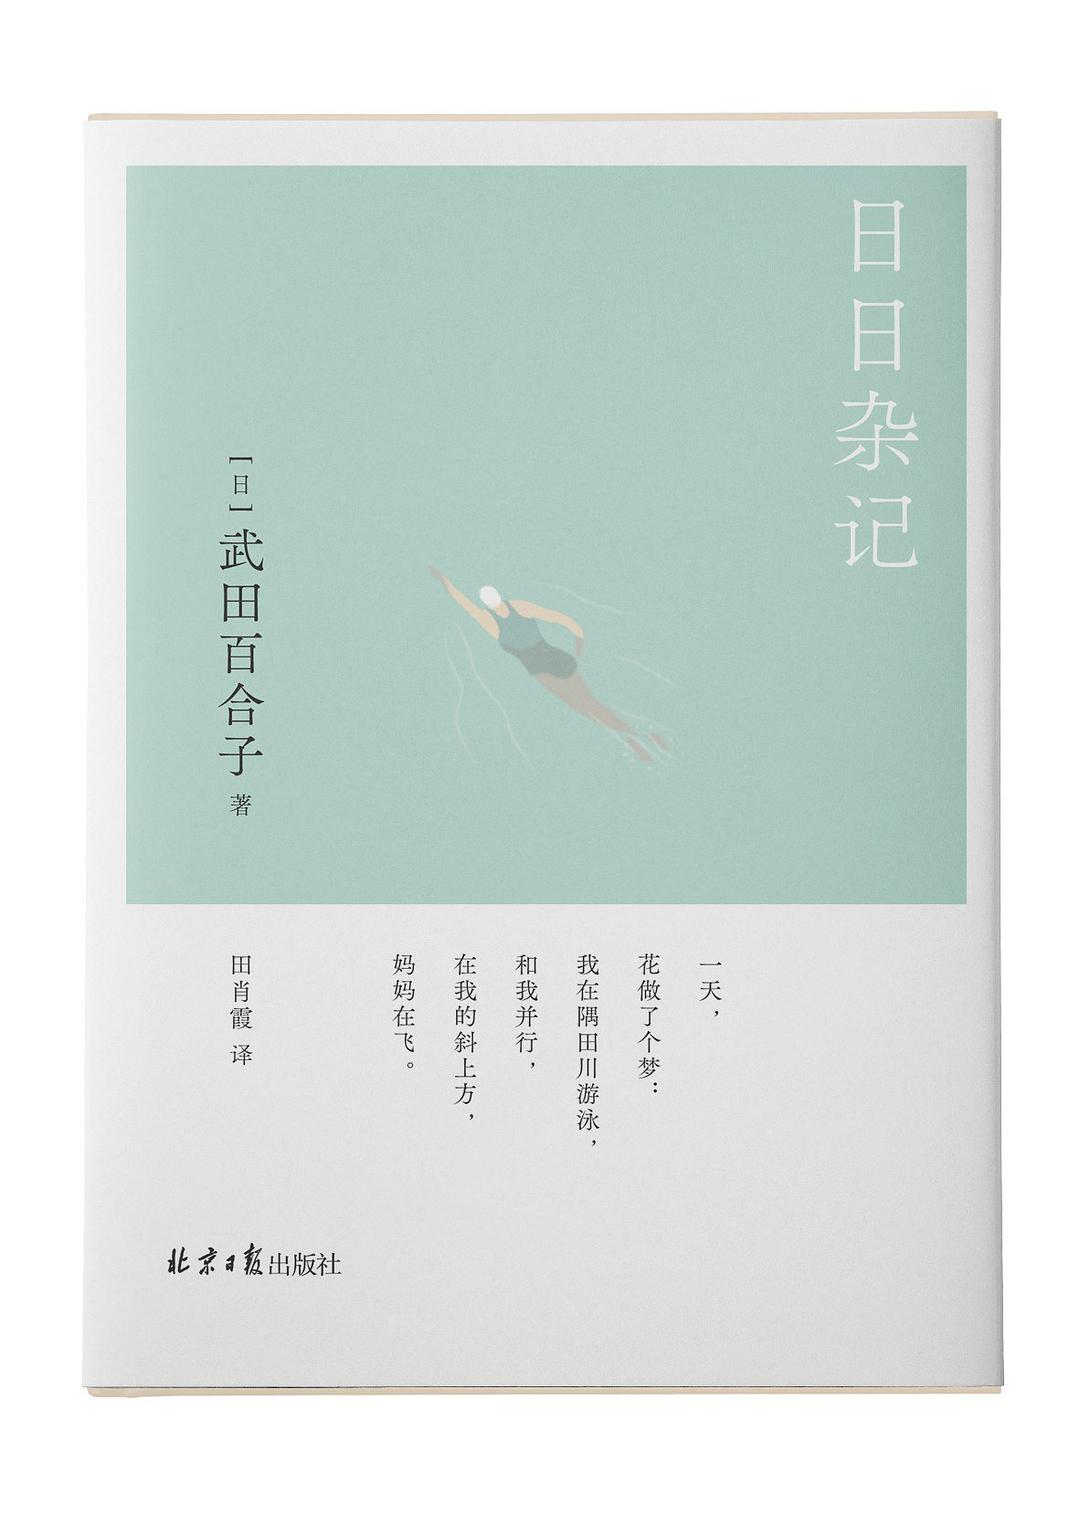 日日杂记
[日]武田百合子 著
一天，
花做了个梦：
我在隅田川游泳，
和我并行，
在我的斜上方，
妈妈在飞。
田肖霞 译
北京日报出版社